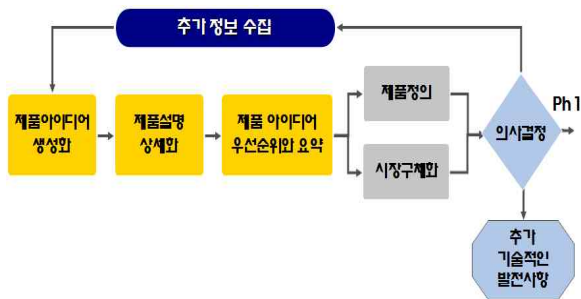 추가 정보 수집
제품아이디어
생성화
제품설명
상세화
제품 아이디어
우선순위와 요약
제품정의
시장구체화
의사결정
Ph1
추가
기술적인
발전사항